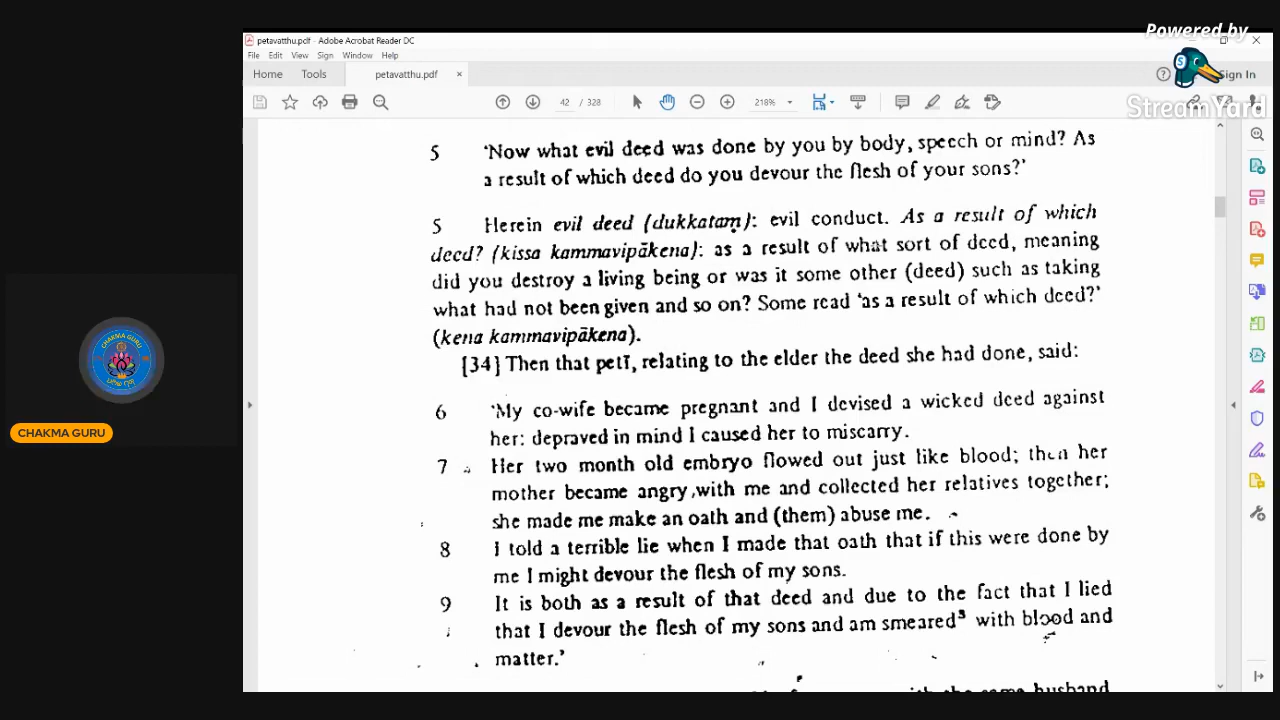 Powered by
StreamYard
petavatthu.pdf - Adobe Acrobat Reader DC
File Edit View Sign Window Help
Home Tools petavatthu.pdf × Sign In
42 / 328 218%
5 'Now what evil deed was done by you by body, speech or mind? As
a result of which deed do you devour the flesh of your sons?'
5 Herein evil deed (dukkataṃ): evil conduct. As a result of which
deed? (kissa kammavipākena): as a result of what sort of deed, meaning
did you destroy a living being or was it some other (deed) such as taking
what had not been given and so on? Some read 'as a result of which deed?'
(kena kammavipākena).
[34] Then that petī, relating to the elder the deed she had done, said:
6 'My co-wife became pregnant and I devised a wicked deed against
her: depraved in mind I caused her to miscarry.
7 Her two month old embryo flowed out just like blood; then her
mother became angry with me and collected her relatives together;
she made me make an oath and (them) abuse me.
8 I told a terrible lie when I made that oath that if this were done by
me I might devour the flesh of my sons.
9 It is both as a result of that deed and due to the fact that I lied
that I devour the flesh of my sons and am smeared³ with blood and
matter.'
with the same husband
CHAKMA GURU
CHAKMA GURU